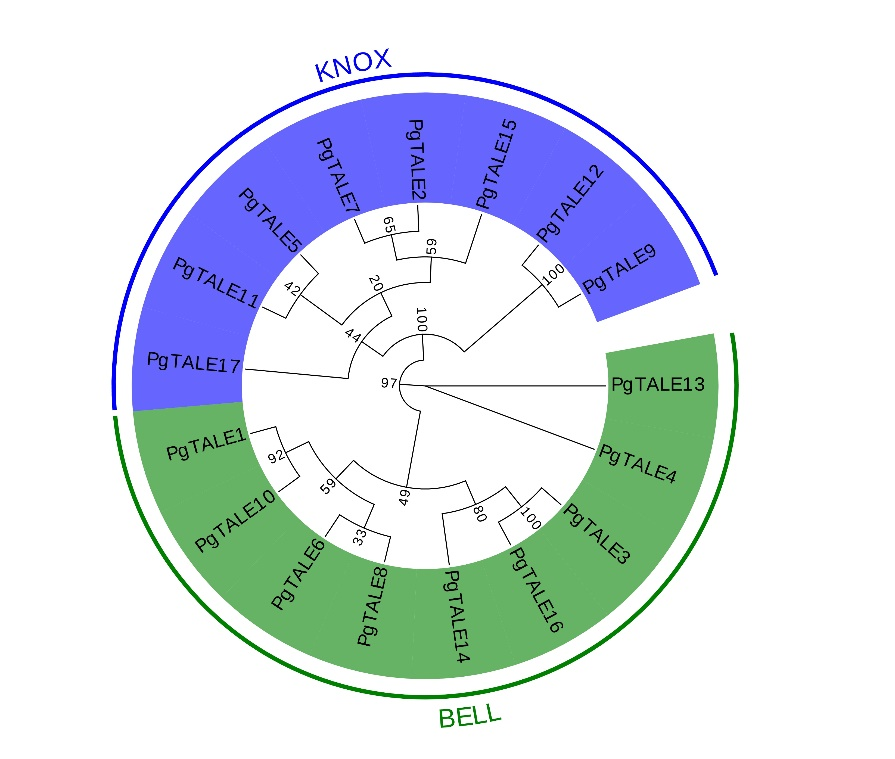 KNOX
PgTALE17
PgTALE11
PgTALE5
PgTALE7
PgTALE2
PgTALE15
PgTALE12
PgTALE9
PgTALE13
PgTALE4
PgTALE3
PgTALE16
PgTALE14
PgTALE8
PgTALE6
PgTALE10
PgTALE1
65
59
20
42
44
100
100
97
92
59
33
49
80
100
BELL